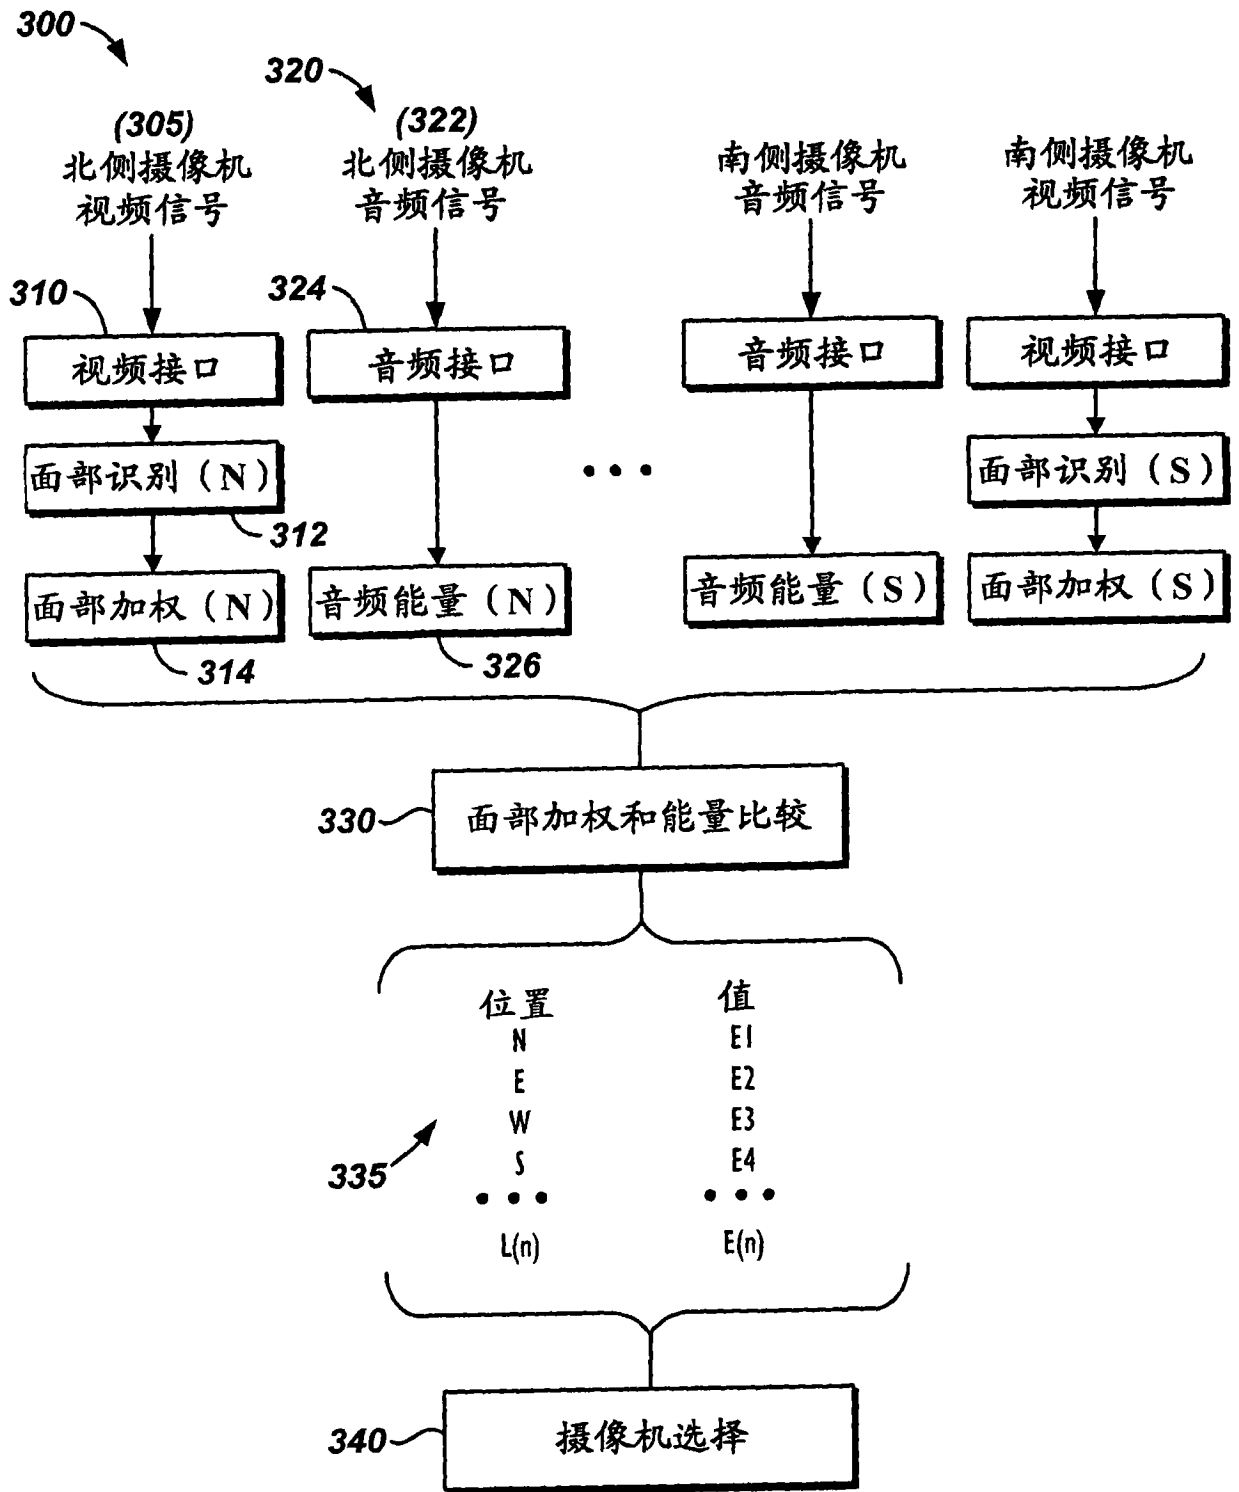 300
320
(305)
北侧摄像机
视频信号
(322)
北侧摄像机
音频信号
南侧摄像机
音频信号
南侧摄像机
视频信号
310
324
视频接口
音频接口
音频接口
视频接口
面部识别（N）
面部识别（S）
312
面部加权（N）
音频能量（N）
音频能量（S）
面部加权（S）
314
326
330
面部加权和能量比较
位置 值
N E1
E E2
W E3
S E4
335
L(n) E(n)
340
摄像机选择